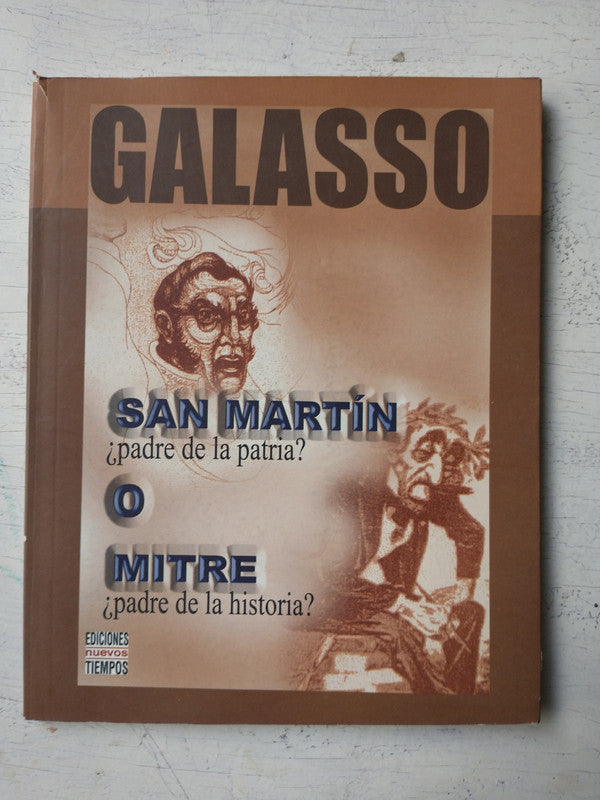 GALASSO
SAN MARTÍN
¿padre de la patria?
O
MITRE
¿padre de la historia?
EDICIONES
nuevos
TIEMPOS